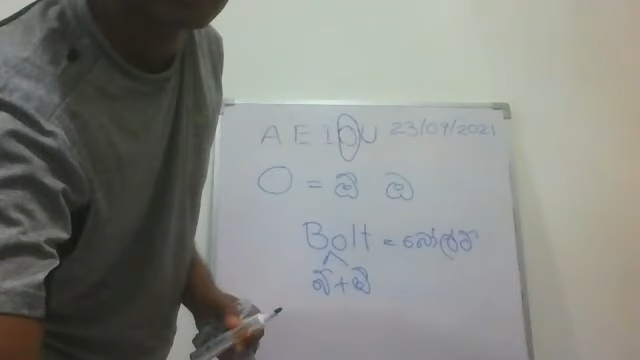 A E I O U 23/09/2021
O = ඕ ඔ
Bolt = බෝල්ට්
බ් + ඕ